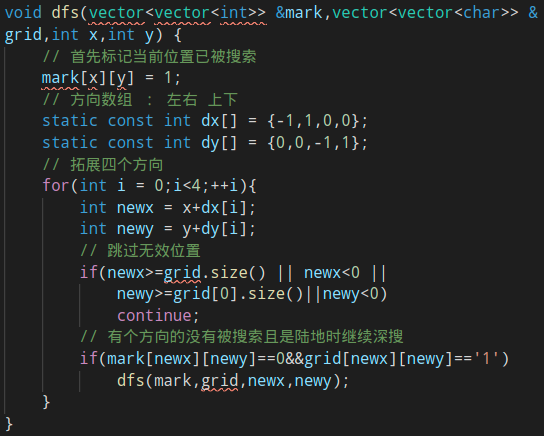 void dfs(vector<vector<int>> &mark,vector<vector<char>> &
grid,int x,int y) {
    // 首先标记当前位置已被搜索
    mark[x][y] = 1;
    // 方向数组 : 左右 上下
    static const int dx[] = {-1,1,0,0};
    static const int dy[] = {0,0,-1,1};
    // 拓展四个方向
    for(int i = 0;i<4;++i){
        int newx = x+dx[i];
        int newy = y+dy[i];
        // 跳过无效位置
        if(newx>=grid.size() || newx<0 ||
            newy>=grid[0].size()||newy<0)
            continue;
        // 有个方向的没有被搜索且是陆地时继续深搜
        if(mark[newx][newy]==0&&grid[newx][newy]=='1')
            dfs(mark,grid,newx,newy);
    }
}